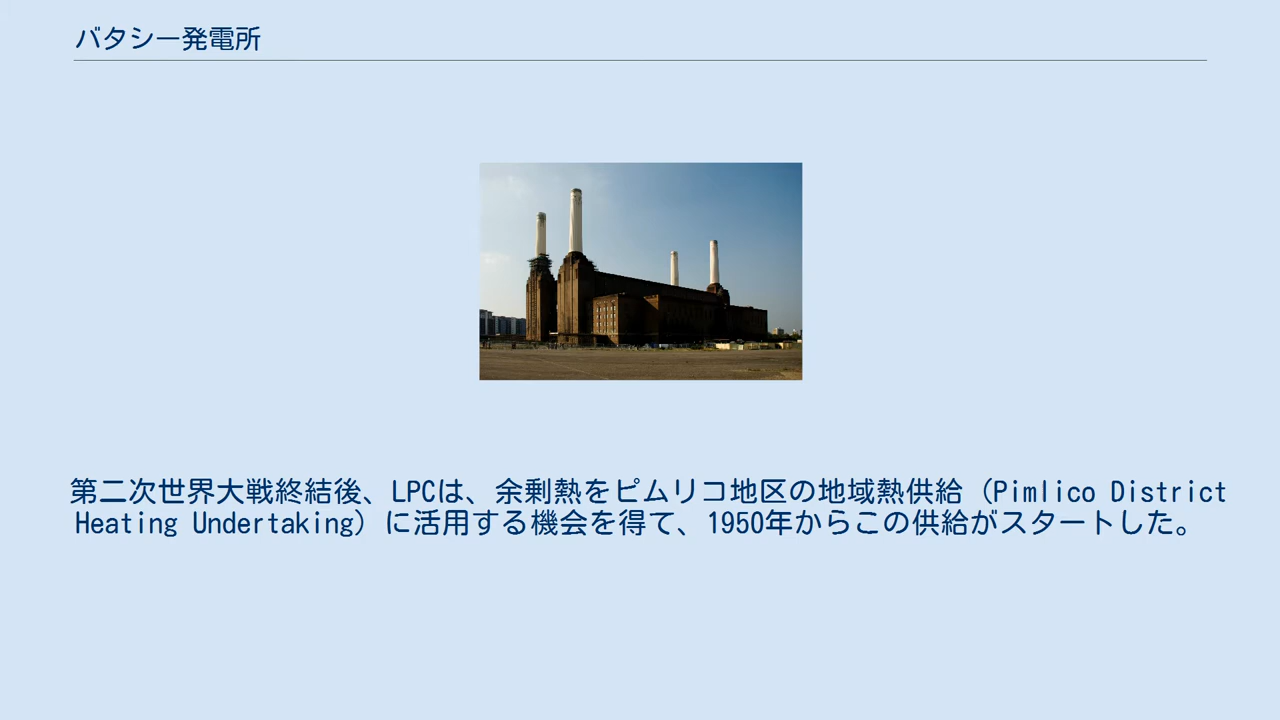 バタシー発電所
第二次世界大戦終結後、LPCは、余剰熱をピムリコ地区の地域熱供給（Pimlico District
Heating Undertaking）に活用する機会を得て、1950年からこの供給がスタートした。